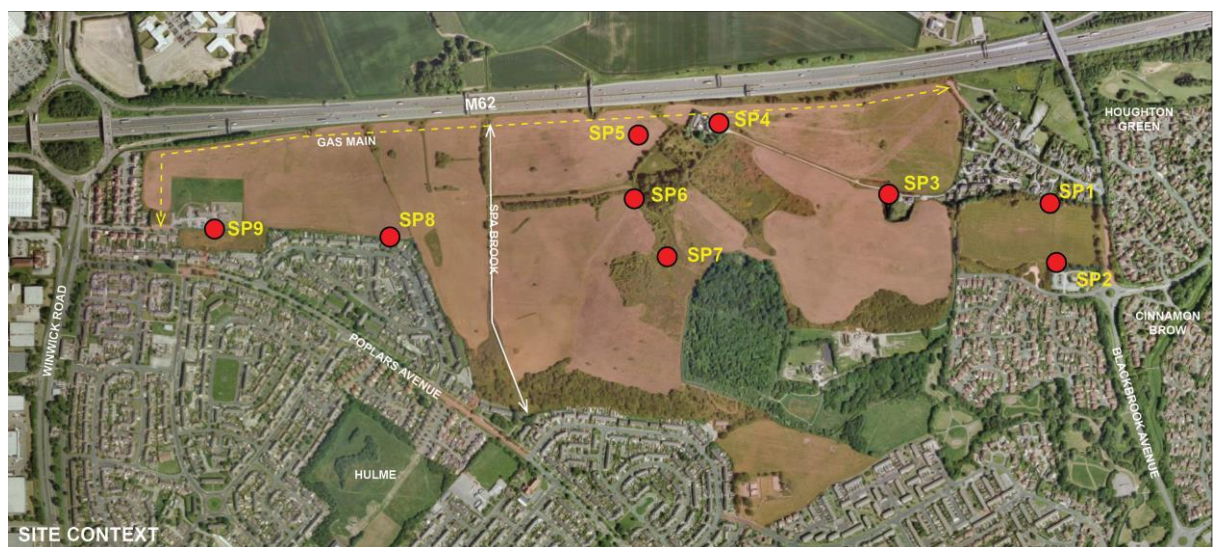 M62
GAS MAIN
SP5
SP4
HOUGHTON
GREEN
SP6
SP3
SP1
SP9
SP8
SPA BROOK
SP7
SP2
WINWICK ROAD
POPLARS AVENUE
CINNAMON
BROW
BLACKBROOK AVENUE
HULME
SITE CONTEXT